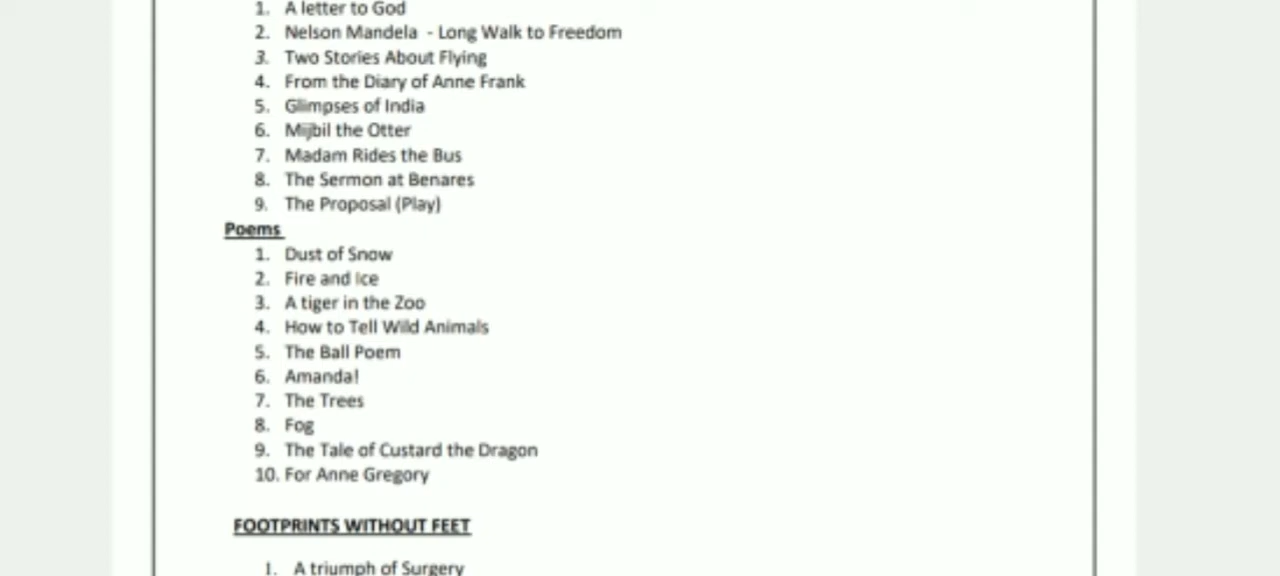 1. A letter to God
2. Nelson Mandela - Long Walk to Freedom
3. Two Stories About Flying
4. From the Diary of Anne Frank
5. Glimpses of India
6. Mijbil the Otter
7. Madam Rides the Bus
8. The Sermon at Benares
9. The Proposal (Play)
Poems
1. Dust of Snow
2. Fire and Ice
3. A tiger in the Zoo
4. How to Tell Wild Animals
5. The Ball Poem
6. Amanda!
7. The Trees
8. Fog
9. The Tale of Custard the Dragon
10. For Anne Gregory
FOOTPRINTS WITHOUT FEET
1. A triumph of Surgery